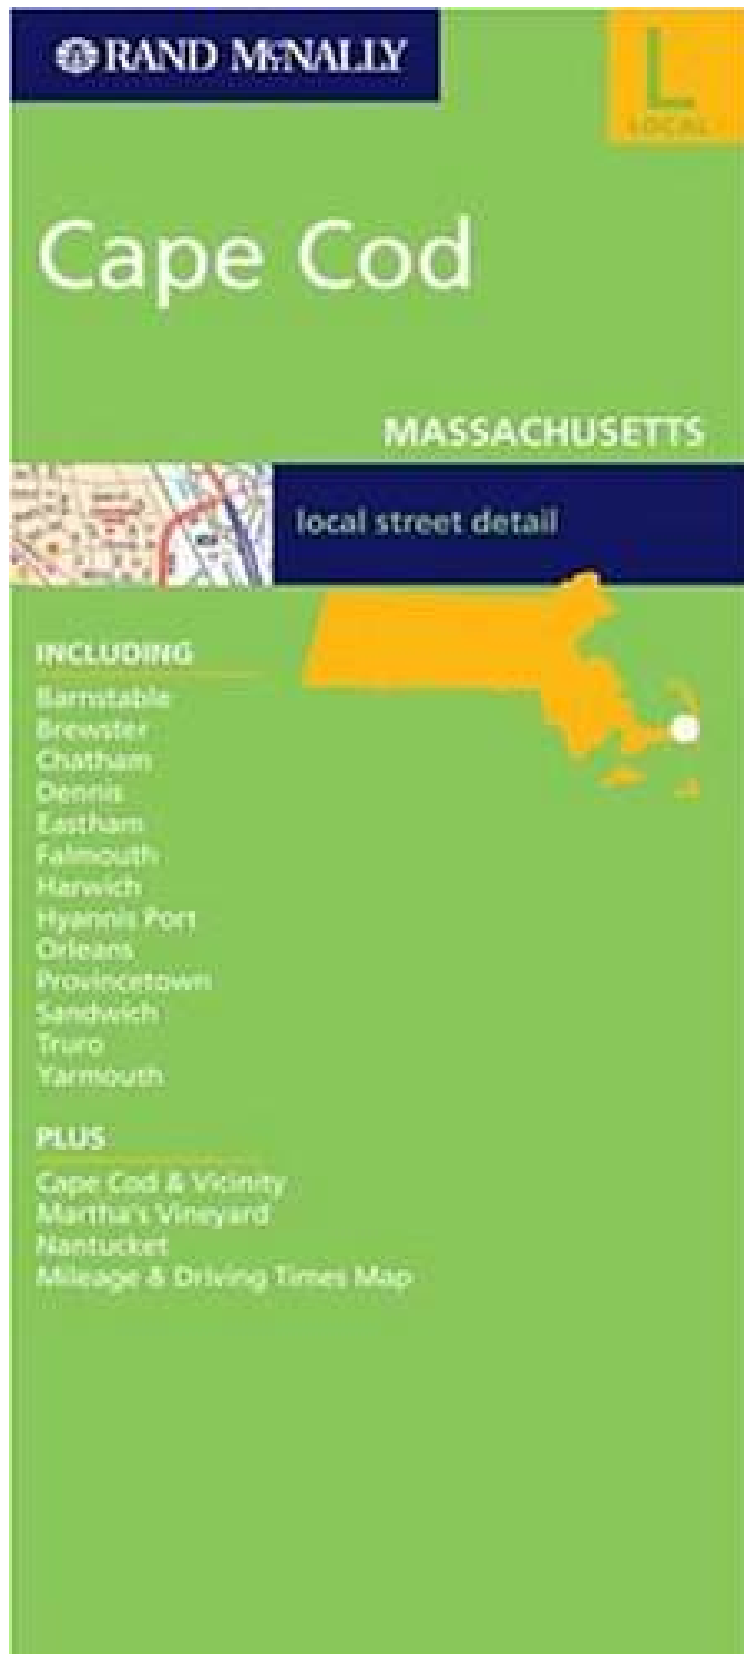 RAND McNALLY
L
LOCAL
Cape Cod
MASSACHUSETTS
local street detail
INCLUDING
Barnstable
Brewster
Chatham
Dennis
Eastham
Falmouth
Harwich
Hyannis Port
Orleans
Provincetown
Sandwich
Truro
Yarmouth
PLUS
Cape Cod & Vicinity
Martha's Vineyard
Nantucket
Mileage & Driving Times Map